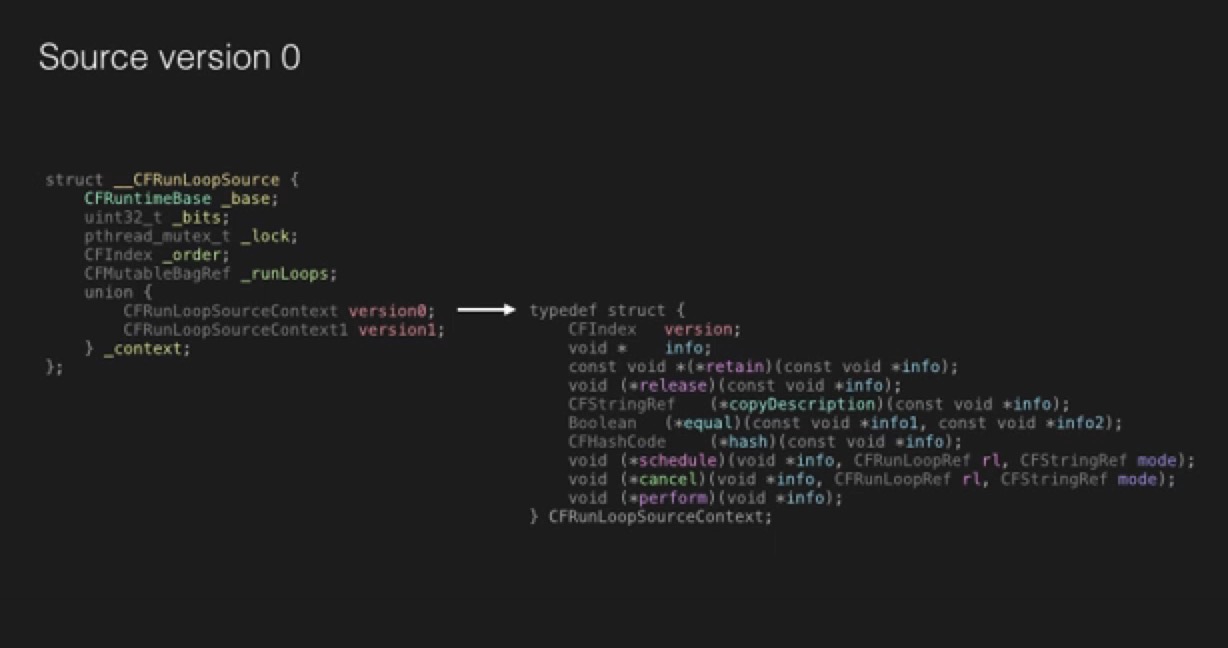 Source version 0
struct __CFRunLoopSource {
CFRuntimeBase _base;
uint32_t _bits;
pthread_mutex_t _lock;
CFIndex _order;
CFMutableBagRef _runLoops;
union {
CFRunLoopSourceContext version0;
CFRunLoopSourceContext1 version1;
} _context;
};
typedef struct {
CFIndex version;
void * info;
const void *(*retain)(const void *info);
void (*release)(const void *info);
CFStringRef (*copyDescription)(const void *info);
Boolean (*equal)(const void *info1, const void *info2);
CFHashCode (*hash)(const void *info);
void (*schedule)(void *info, CFRunLoopRef rl, CFStringRef mode);
void (*cancel)(void *info, CFRunLoopRef rl, CFStringRef mode);
void (*perform)(void *info);
} CFRunLoopSourceContext;